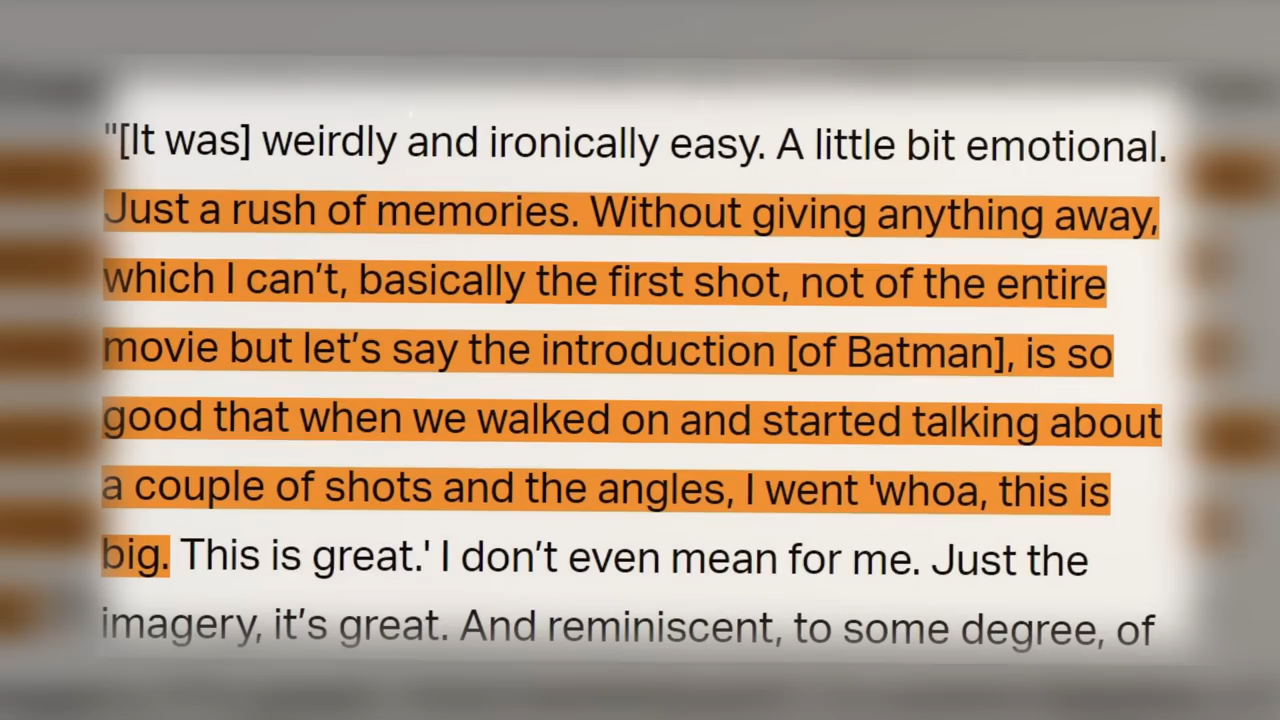 "[It was] weirdly and ironically easy. A little bit emotional.
Just a rush of memories. Without giving anything away,
which I can’t, basically the first shot, not of the entire
movie but let’s say the introduction [of Batman], is so
good that when we walked on and started talking about
a couple of shots and the angles, I went 'whoa, this is
big. This is great.' I don’t even mean for me. Just the
imagery, it’s great. And reminiscent, to some degree, of